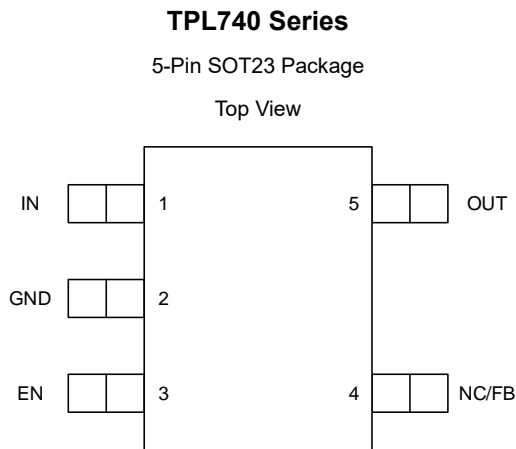 TPL740 Series
5-Pin SOT23 Package
Top View
IN 1 5 OUT
GND 2
EN 3 4 NC/FB